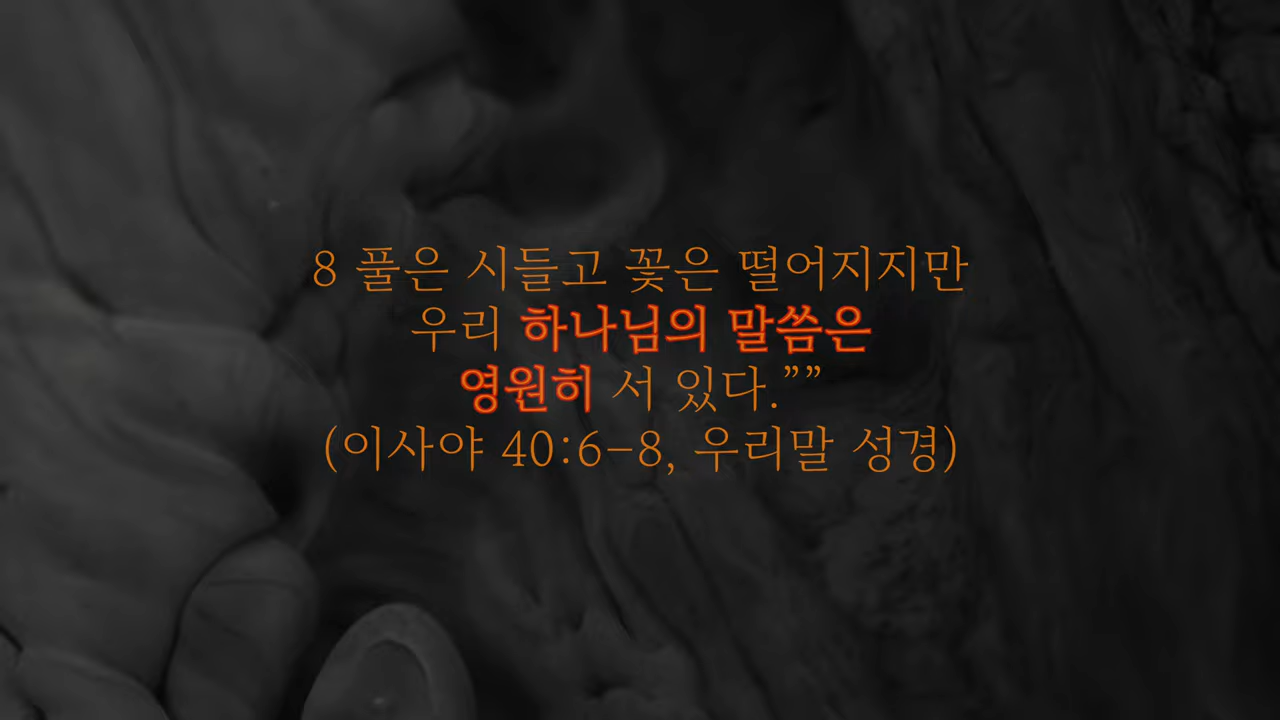 8 풀은 시들고 꽃은 떨어지지만
우리 하나님의 말씀은
영원히 서 있다.””
(이사야 40:6-8, 우리말 성경)